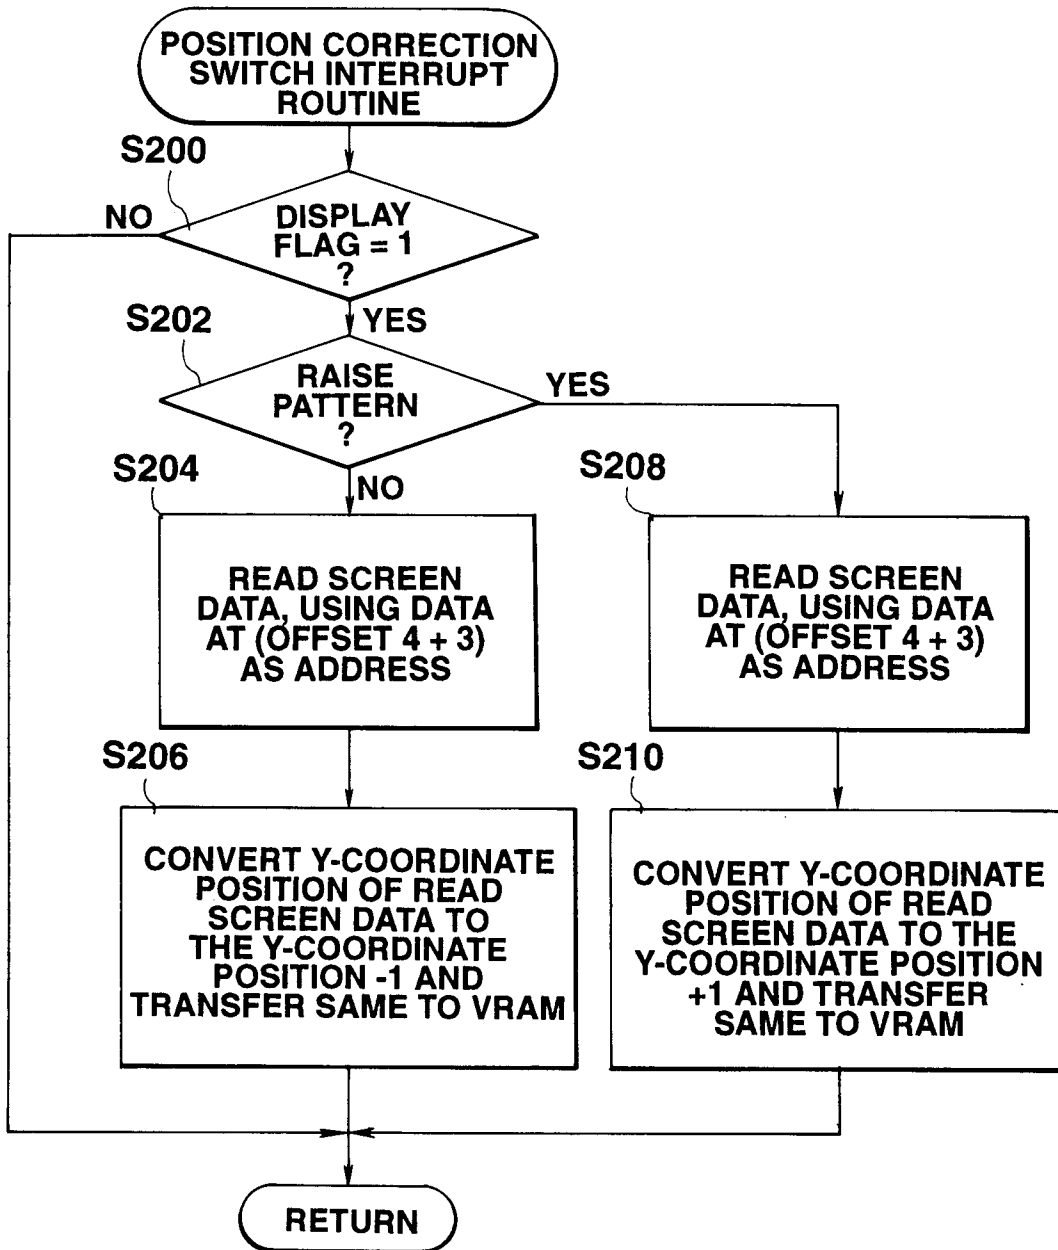 POSITION CORRECTION
SWITCH INTERRUPT
ROUTINE
S200
NO
DISPLAY
FLAG = 1
?
S202
YES
RAISE
PATTERN
?
YES
S204
NO
S208
READ SCREEN
DATA, USING DATA
AT (OFFSET 4 + 3)
AS ADDRESS
READ SCREEN
DATA, USING DATA
AT (OFFSET 4 + 3)
AS ADDRESS
S206
S210
CONVERT Y-COORDINATE
POSITION OF READ
SCREEN DATA TO
THE Y-COORDINATE
POSITION -1 AND
TRANSFER SAME TO VRAM
CONVERT Y-COORDINATE
POSITION OF READ
SCREEN DATA TO THE
Y-COORDINATE POSITION
+1 AND TRANSFER
SAME TO VRAM
RETURN